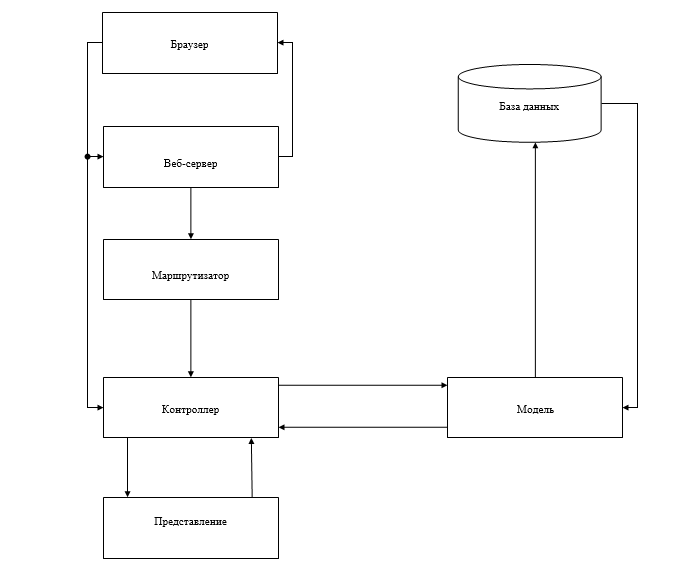 Браузер
База данных
Веб-сервер
Маршрутизатор
Контроллер
Модель
Представление